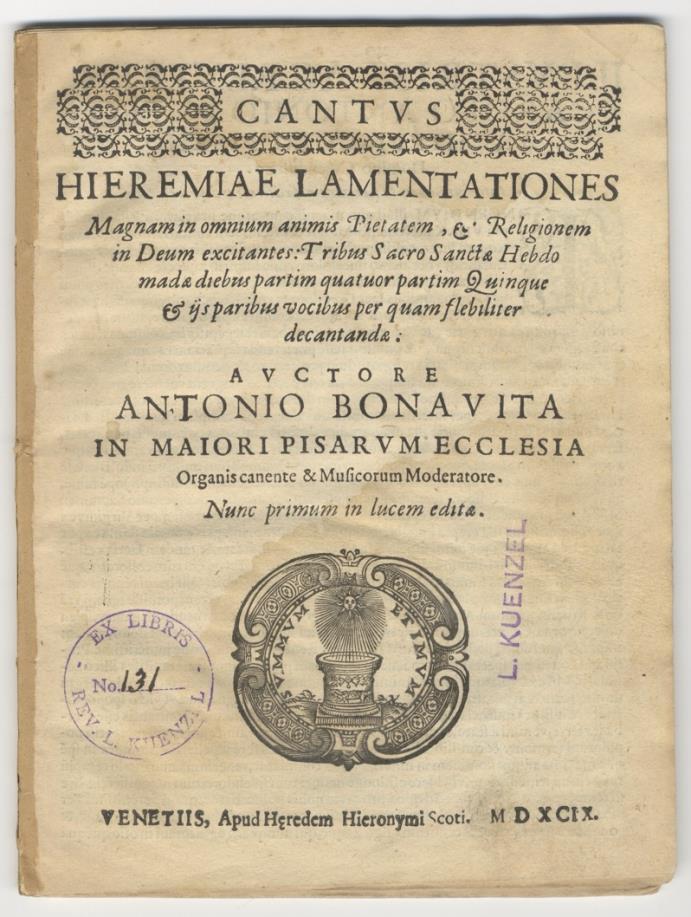 CANTVS
HIEREMIAE LAMENTATIONES
Magnam in omnium animis Pietatem, & Religionem
in Deum excitantes: Tribus Sacro Sanctæ Hebdo
madæ diebus partim quatuor partim Quinque
& ijs paribus vocibus per quam flebiliter
decantandæ:
AVCTORE
ANTONIO BONAVITA
IN MAIORI PISARVM ECCLESIA
Organis canente & Muſicorum Moderatore.
Nunc primum in lucem editæ.
SVMMVM ET IMVM
L. KUENZEL
EX LIBRIS
No. 131
REV. L. KUENZEL
VENETIIS, Apud Hęredem Hieronymi Scoti. M D XCIX.